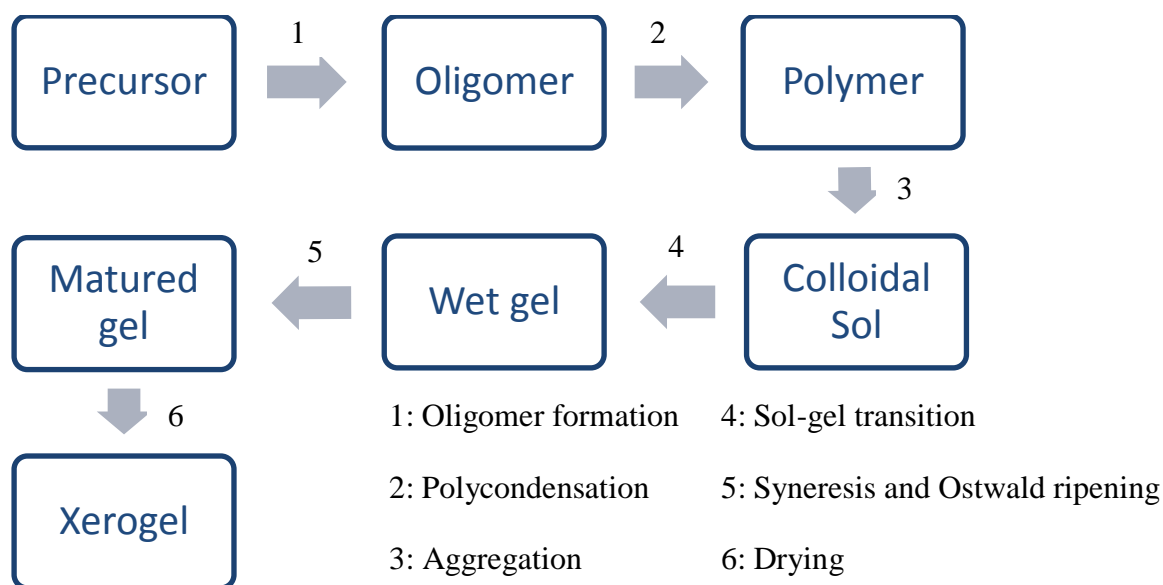 1
2
Precursor
Oligomer
Polymer
3
5
4
Matured
gel
Wet gel
Colloidal
Sol
6
1: Oligomer formation
4: Sol-gel transition
2: Polycondensation
5: Syneresis and Ostwald ripening
Xerogel
3: Aggregation
6: Drying